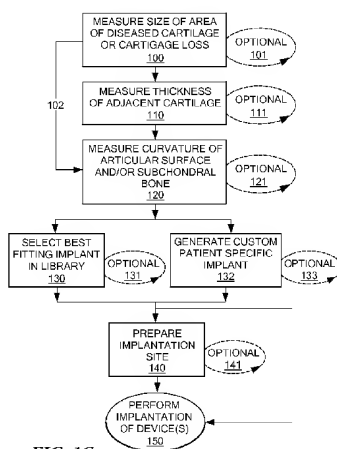 MEASURE SIZE OF AREA
OF DISEASED CARTILAGE
OR CARTIGAGE LOSS
100
OPTIONAL
101
102
MEASURE THICKNESS
OF ADJACENT CARTILAGE
110
OPTIONAL
111
MEASURE CURVATURE OF
ARTICULAR SURFACE
AND/OR SUBCHONDRAL
BONE
120
OPTIONAL
121
SELECT BEST
FITTING IMPLANT
IN LIBRARY
130
OPTIONAL
131
GENERATE CUSTOM
PATIENT SPECIFIC
IMPLANT
132
OPTIONAL
133
PREPARE
IMPLANTATION
SITE
140
OPTIONAL
141
PERFORM
IMPLANTATION
OF DEVICE(S)
150